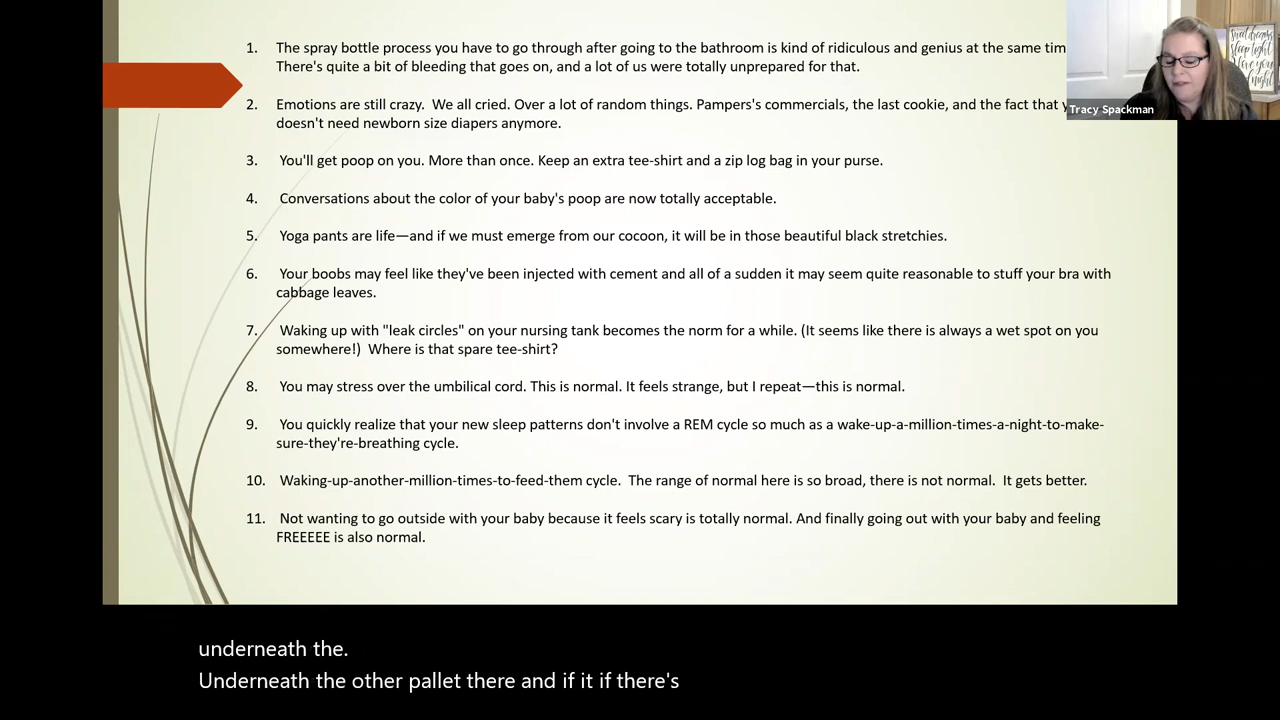 1. The spray bottle process you have to go through after going to the bathroom is kind of ridiculous and genius at the same tim
There's quite a bit of bleeding that goes on, and a lot of us were totally unprepared for that.
2. Emotions are still crazy. We all cried. Over a lot of random things. Pampers's commercials, the last cookie, and the fact that y
doesn't need newborn size diapers anymore.
3. You'll get poop on you. More than once. Keep an extra tee-shirt and a zip log bag in your purse.
4. Conversations about the color of your baby's poop are now totally acceptable.
5. Yoga pants are life—and if we must emerge from our cocoon, it will be in those beautiful black stretchies.
6. Your boobs may feel like they've been injected with cement and all of a sudden it may seem quite reasonable to stuff your bra with
cabbage leaves.
7. Waking up with "leak circles" on your nursing tank becomes the norm for a while. (It seems like there is always a wet spot on you
somewhere!) Where is that spare tee-shirt?
8. You may stress over the umbilical cord. This is normal. It feels strange, but I repeat—this is normal.
9. You quickly realize that your new sleep patterns don't involve a REM cycle so much as a wake-up-a-million-times-a-night-to-make-
sure-they're-breathing cycle.
10. Waking-up-another-million-times-to-feed-them cycle. The range of normal here is so broad, there is not normal. It gets better.
11. Not wanting to go outside with your baby because it feels scary is totally normal. And finally going out with your baby and feeling
FREEEEE is also normal.
sweet dreams
sleep tight
love you
night
Tracy Spackman
underneath the.
Underneath the other pallet there and if it if there's